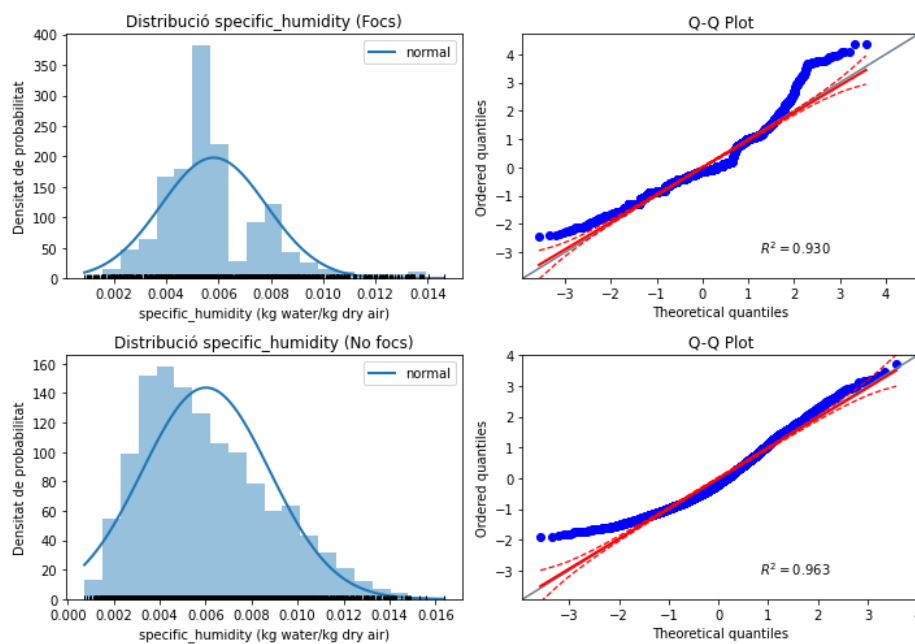 Distribució specific_humidity (Focs)
normal
Densitat de probabilitat
400
350
300
250
200
150
100
50
0
0.002 0.004 0.006 0.008 0.010 0.012 0.014
specific_humidity (kg water/kg dry air)
Q-Q Plot
Ordered quantiles
4
3
2
1
0
−1
−2
−3
R² = 0.930
−3 −2 −1 0 1 2 3 4
Theoretical quantiles
Distribució specific_humidity (No focs)
normal
Densitat de probabilitat
160
140
120
100
80
60
40
20
0
0.000 0.002 0.004 0.006 0.008 0.010 0.012 0.014 0.016
specific_humidity (kg water/kg dry air)
Q-Q Plot
Ordered quantiles
4
3
2
1
0
−1
−2
−3
R² = 0.963
−3 −2 −1 0 1 2 3
Theoretical quantiles